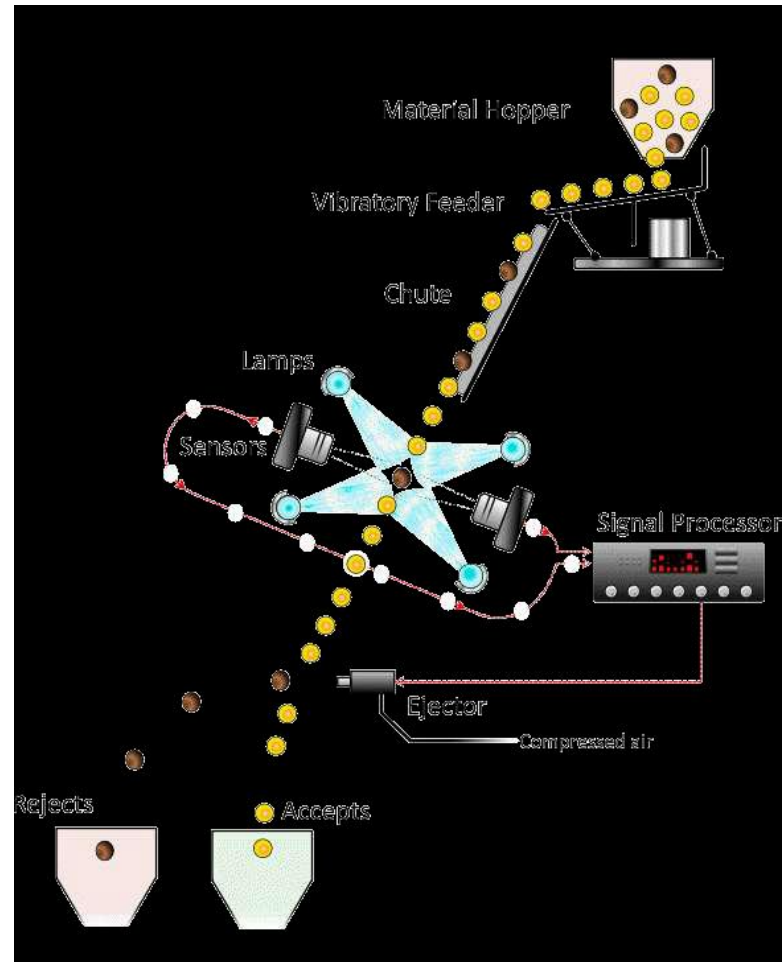 Material Hopper
Vibratory Feeder
Chute
Lamps
Sensors
Signal Processor
Ejector
Compressed air
Rejects
Accepts